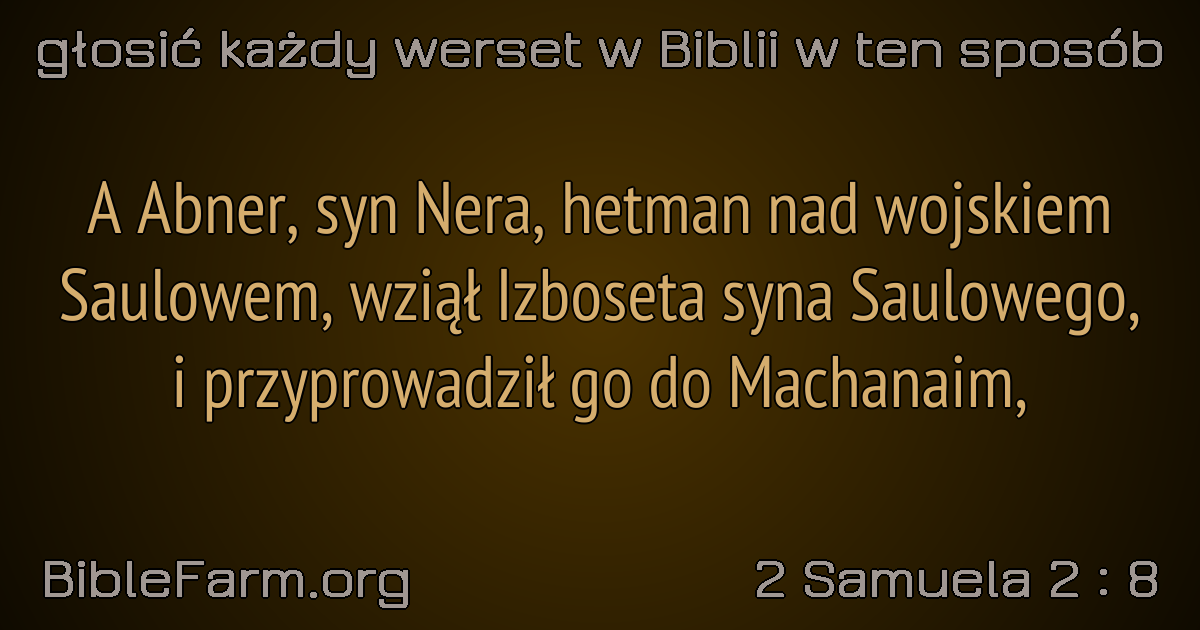 głosić każdy werset w Biblii w ten sposób
A Abner, syn Nera, hetman nad wojskiem
Saulowem, wziął Izboseta syna Saulowego,
i przyprowadził go do Machanaim,
BibleFarm.org
2 Samuela 2 : 8